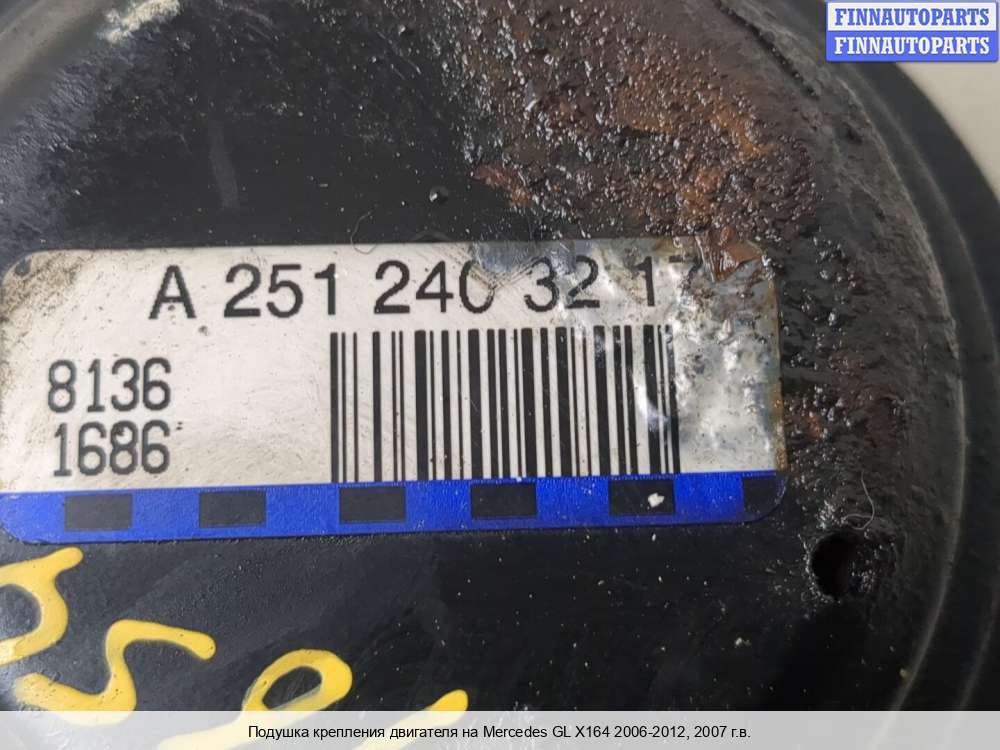 FINNAUTOPARTS
FINNAUTOPARTS
A 251 240 32 17
8136
1686
Подушка крепления двигателя на Mercedes GL X164 2006-2012, 2007 г.в.